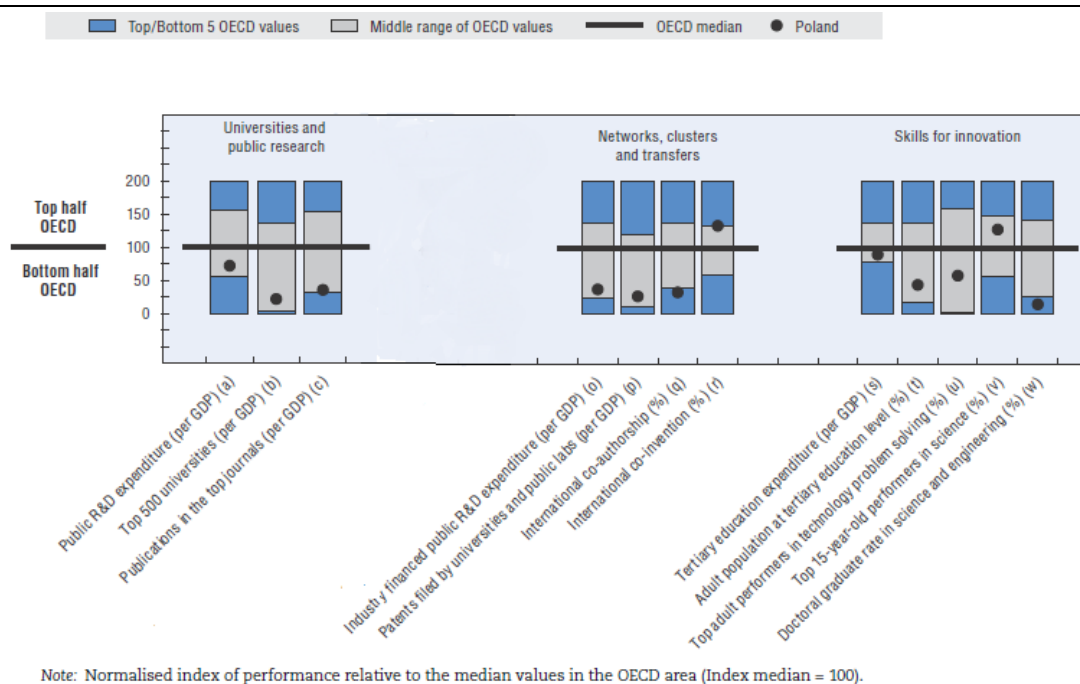 Top/Bottom 5 OECD values Middle range of OECD values OECD median Poland
Universities and
public research
Networks, clusters
and transfers
Skills for innovation
Top half
OECD
Bottom half
OECD
200
150
100
50
0
Public R&D expenditure (per GDP) (a)
Top 500 universities (per GDP) (b)
Publications in the top journals (per GDP) (c)
Industry financed public R&D expenditure (per GDP) (o)
Patents filed by universities and public labs (per GDP) (p)
International co-authorship (%) (q)
International co-invention (%) (r)
Tertiary education expenditure (per GDP) (s)
Adult population at tertiary education level (%) (t)
Top adult performers in technology problem solving (%) (u)
Top 15-year-old performers in science (%) (v)
Doctoral graduate rate in science and engineering (%) (w)
Note: Normalised index of performance relative to the median values in the OECD area (Index median = 100).